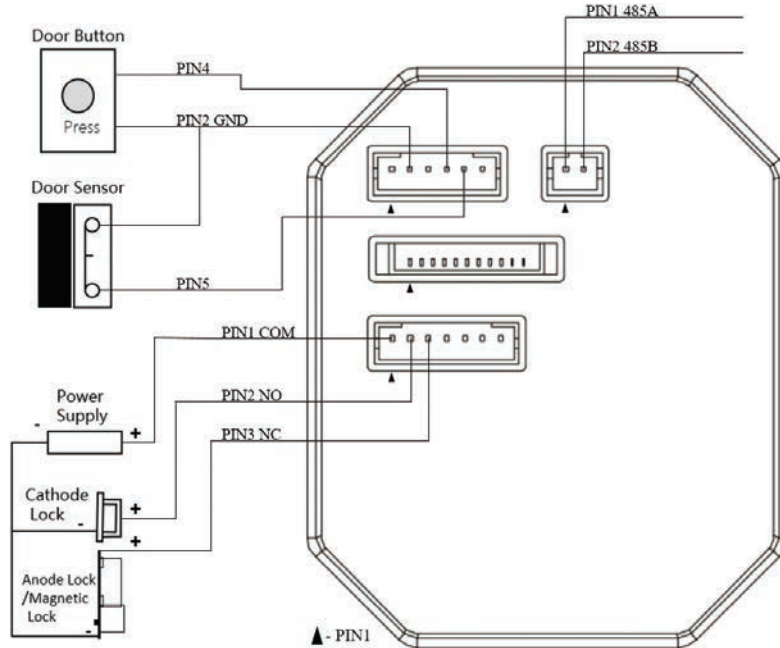 Door Button
PIN1 485A
PIN2 485B
PIN4
Press
PIN2 GND
Door Sensor
PIN5
PIN1 COM
Power
Supply
- +
PIN2 NO
PIN3 NC
Cathode
Lock
- +
+
Anode Lock
/Magnetic
Lock
-
▲ - PIN1